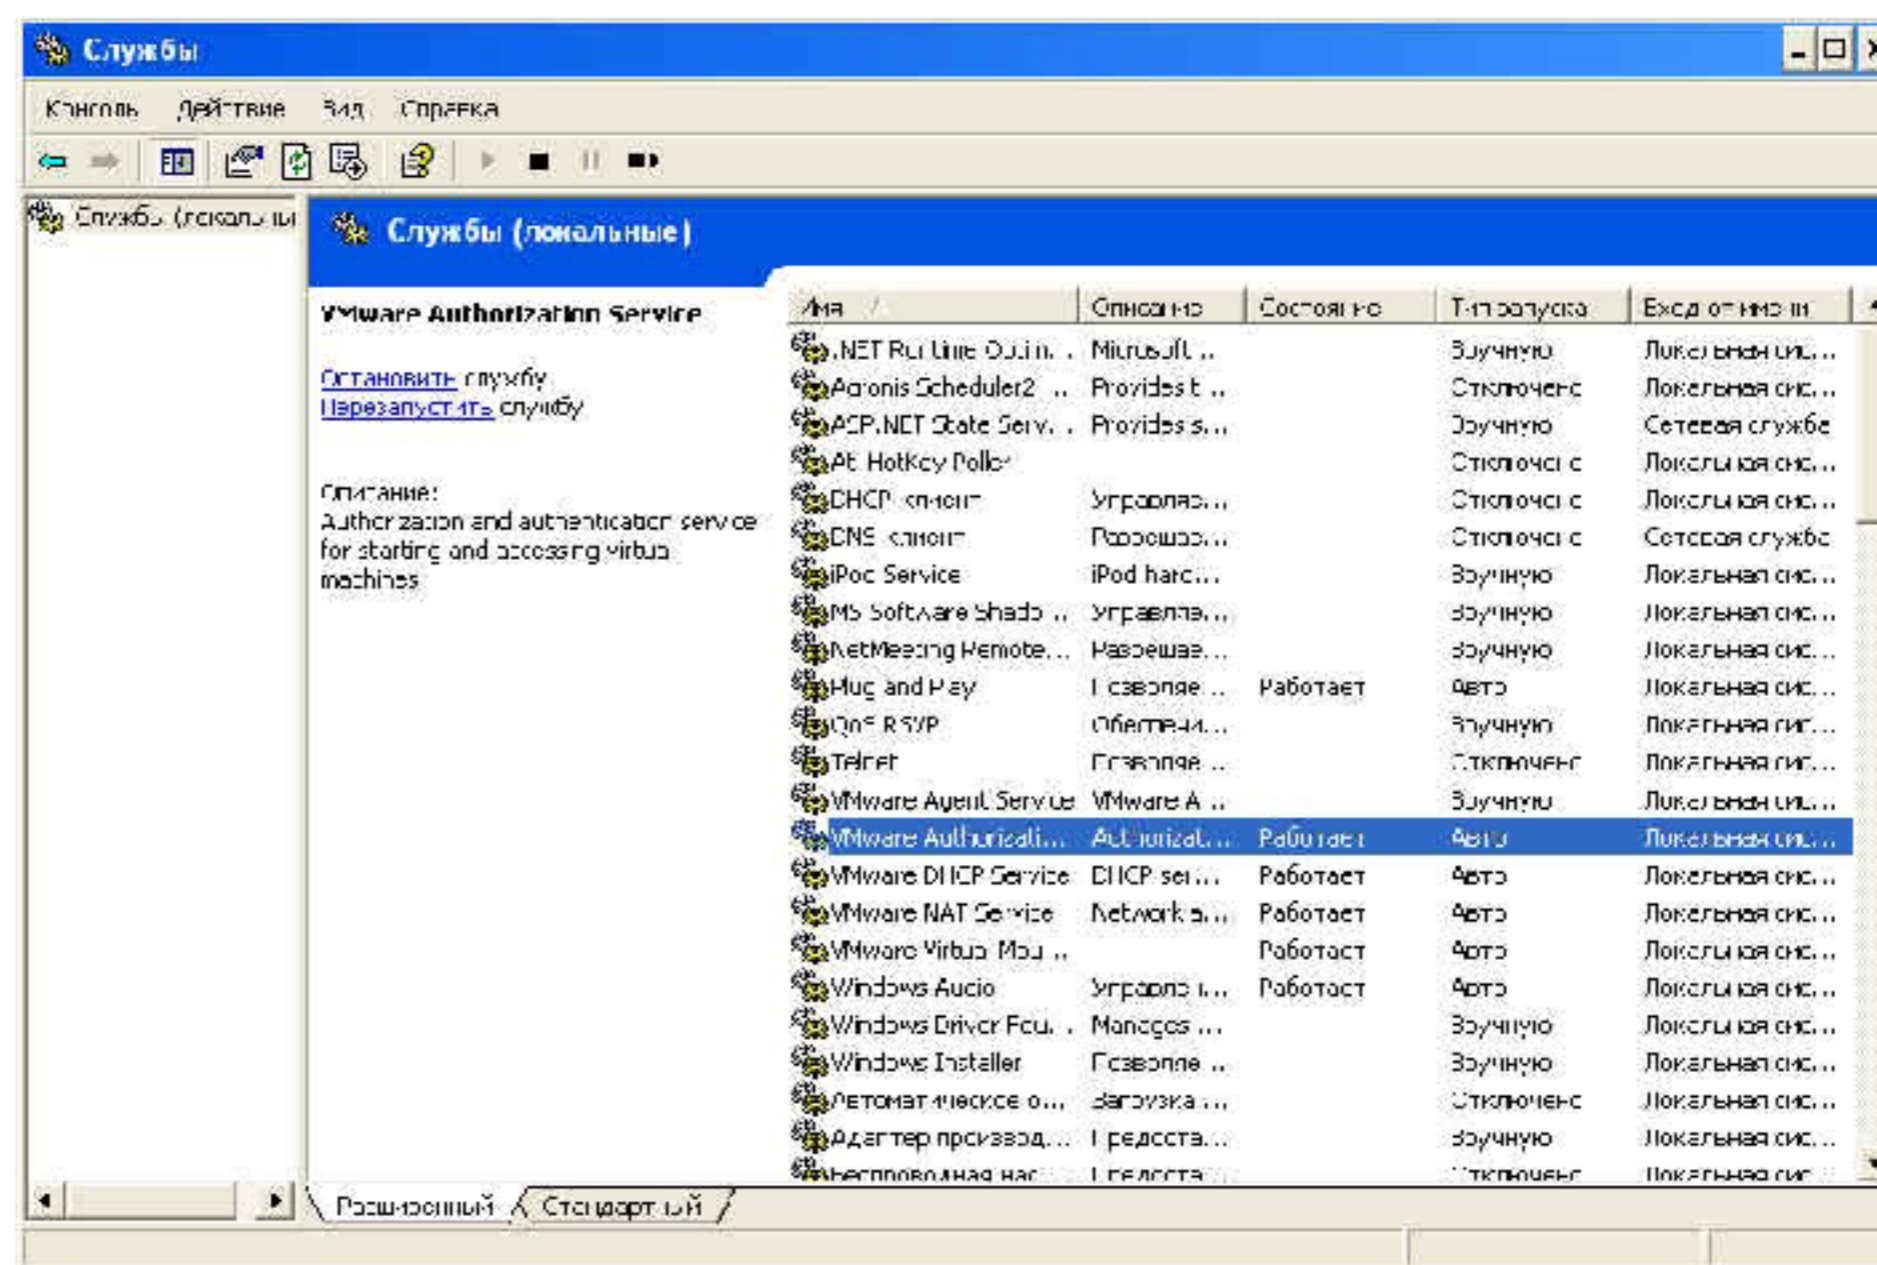 Службы
Консоль Действие Вид Справка
Службы (локальны
Службы (локальные)
VMware Authorization Service
Остановить службу
Перезапустить службу
Описание:
Authorization and authentication service
for starting and accessing virtual
machines
Имя Описание Состояние Тип запуска Вход от имени
.NET Runtime Optim... Microsoft ... Вручную Локальная сис...
Acronis Scheduler2 ... Provides t ... Отключено Локальная сис...
ASP.NET State Serv... Provides s... Вручную Сетевая служба
Ati HotKey Poller Отключено Локальная сис...
DHCP-клиент Управляе... Отключено Локальная сис...
DNS-клиент Разрешае... Отключено Сетевая служба
iPod Service iPod hard... Вручную Локальная сис...
MS Software Shado ... Управляе... Вручную Локальная сис...
NetMeeting Remote... Разрешае... Вручную Локальная сис...
Plug and Play Позволяе... Работает Авто Локальная сис...
QoS RSVP Обеспечи... Вручную Локальная сис...
Telnet Позволяе ... Отключено Локальная сис...
VMware Agent Service VMware A ... Вручную Локальная сис...
VMware Authorizati... Authorizat... Работает Авто Локальная сис...
VMware DHCP Service DHCP ser... Работает Авто Локальная сис...
VMware NAT Service Network a... Работает Авто Локальная сис...
VMware Virtual Mou ... Работает Авто Локальная сис...
Windows Audio Управлен... Работает Авто Локальная сис...
Windows Driver Fou... Manages ... Вручную Локальная сис...
Windows Installer Позволяе ... Вручную Локальная сис...
Автоматическое о... Загрузка ... Отключено Локальная сис...
Адаптер производ... Предоста... Вручную Локальная сис...
Беспроводная нас... Предоста... Отключено Локальная сис...
Расширенный Стандартный